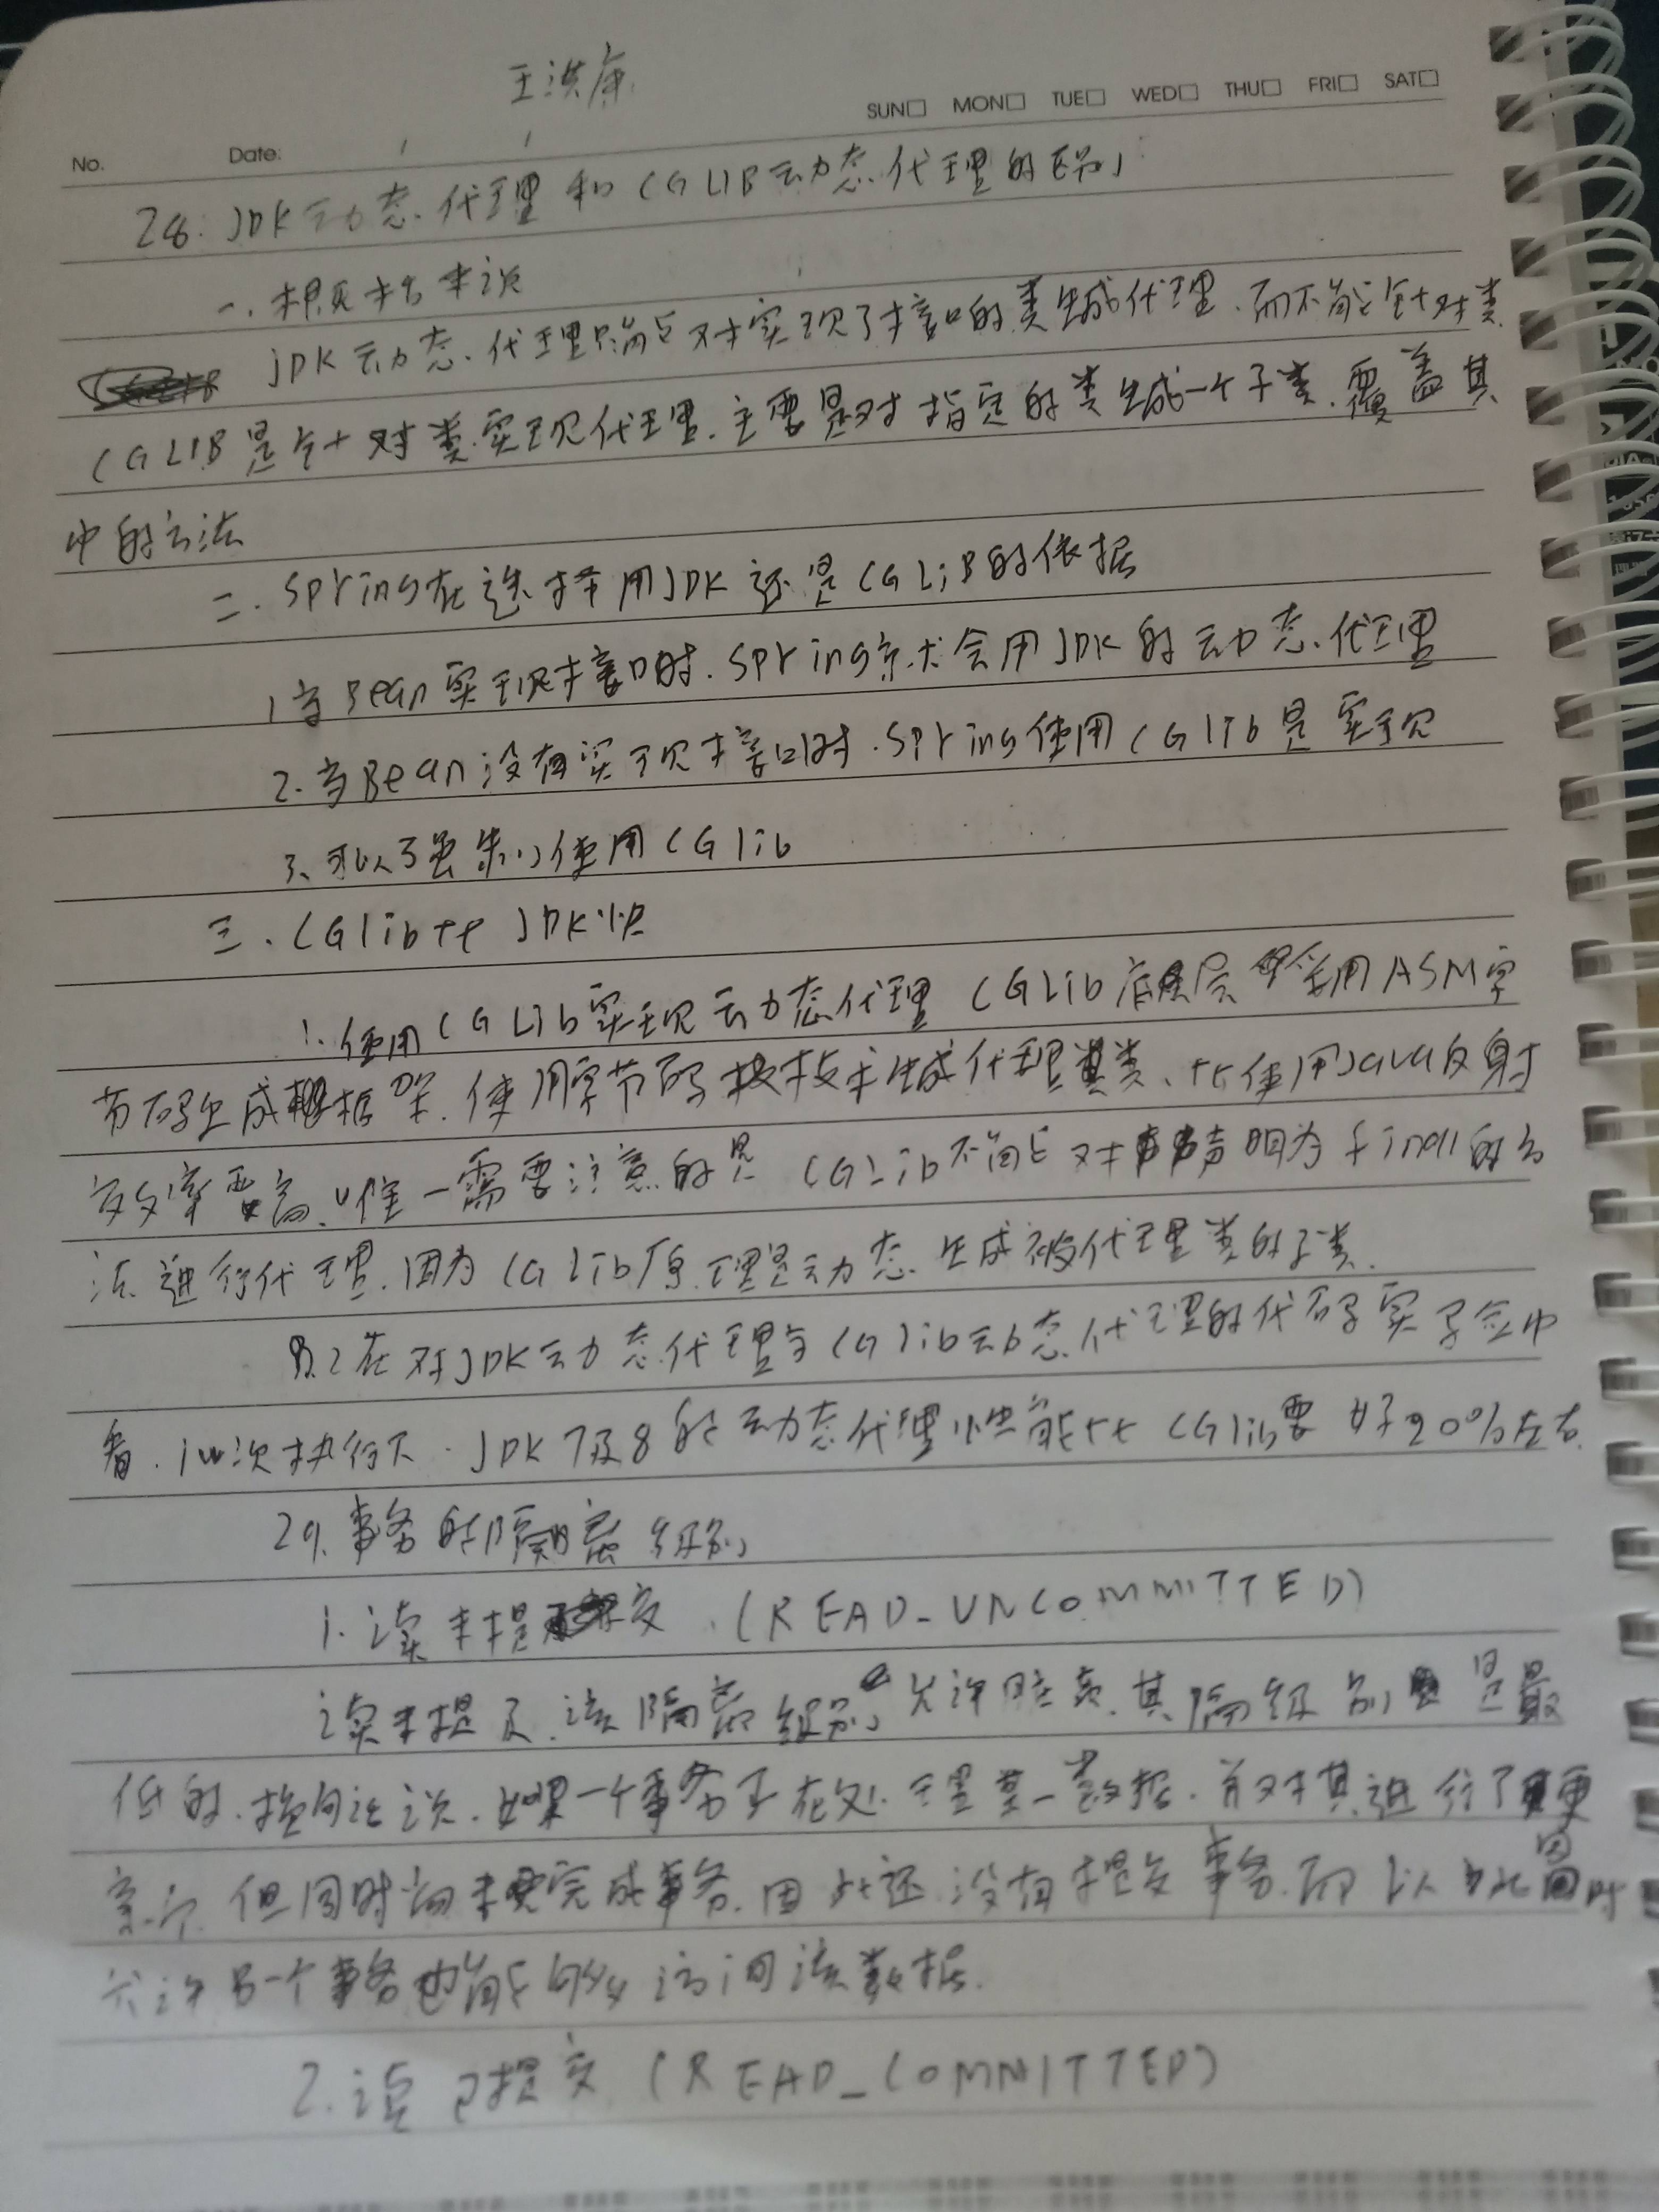 王洪康
SUN MON TUE WED THU FRI SAT
No. Date:
28. JDK动态代理和CGLIB动态代理的区别
一.概括来说
JDK动态.代理只能对实现了接口的类生成代理.而不能针对类
CGLIB是针对类实现代理.主要是对指定的类生成一个子类.覆盖其
中的方法
二.Spring在选择用JDK还是CGLiB的依据
1当Bean实现接口时.Spring就会用JDK的动态.代理
2.当Bean没有实现接口时.Spring使用CGlib是实现
3、可以强制使用CGlib
三.CGlib比JDK快
1.使用CGLib实现动态代理 CGLib底层采用ASM字
节码生成框架.使用字节码技术生成代理类、比使用Java反射
效率要高、唯一需要注意的是 CGLib不能对声明为final的方
法进行代理.因为CGlib原理是动态.生成被代理类的子类.
2在对JDK动态代理与CGlib动态代理的代码实验中
看.1w次执行下.JDK7及8的动态代理性能比CGlib要好20%左右.
29.事务的隔离级别
1.读未提交.(READ_UNCOMMITTED)
读未提及.该隔离级别允许脏读.其隔级别是最
低的.换句话说.如果一个事务正在处理某一数据.并对其进行了更
新.但同时尚未完成事务.因此还没有提交事务.而以此同时
允许另一个事务也能够访问该数据.
2.读已提交(READ_COMMITTED)